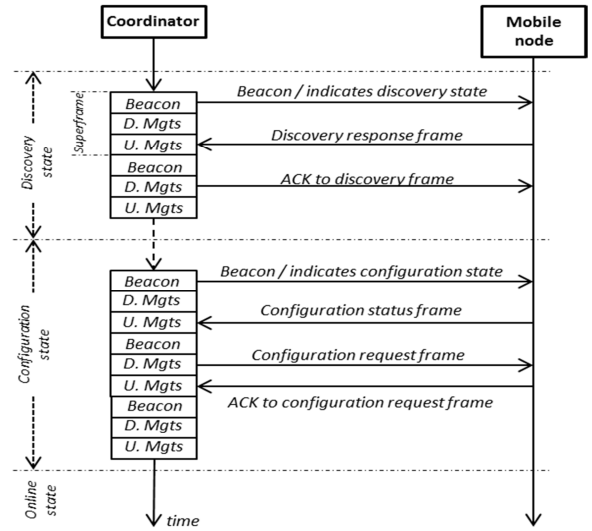 Coordinator
Mobile
node
Beacon
D. Mgts
U. Mgts
Beacon
D. Mgts
U. Mgts
Superframe
Discovery
state
Beacon / indicates discovery state
Discovery response frame
ACK to discovery frame
Beacon
D. Mgts
U. Mgts
Beacon
D. Mgts
U. Mgts
Beacon
D. Mgts
U. Mgts
Configuration
state
Beacon / indicates configuration state
Configuration status frame
Configuration request frame
ACK to configuration request frame
Online
state
time